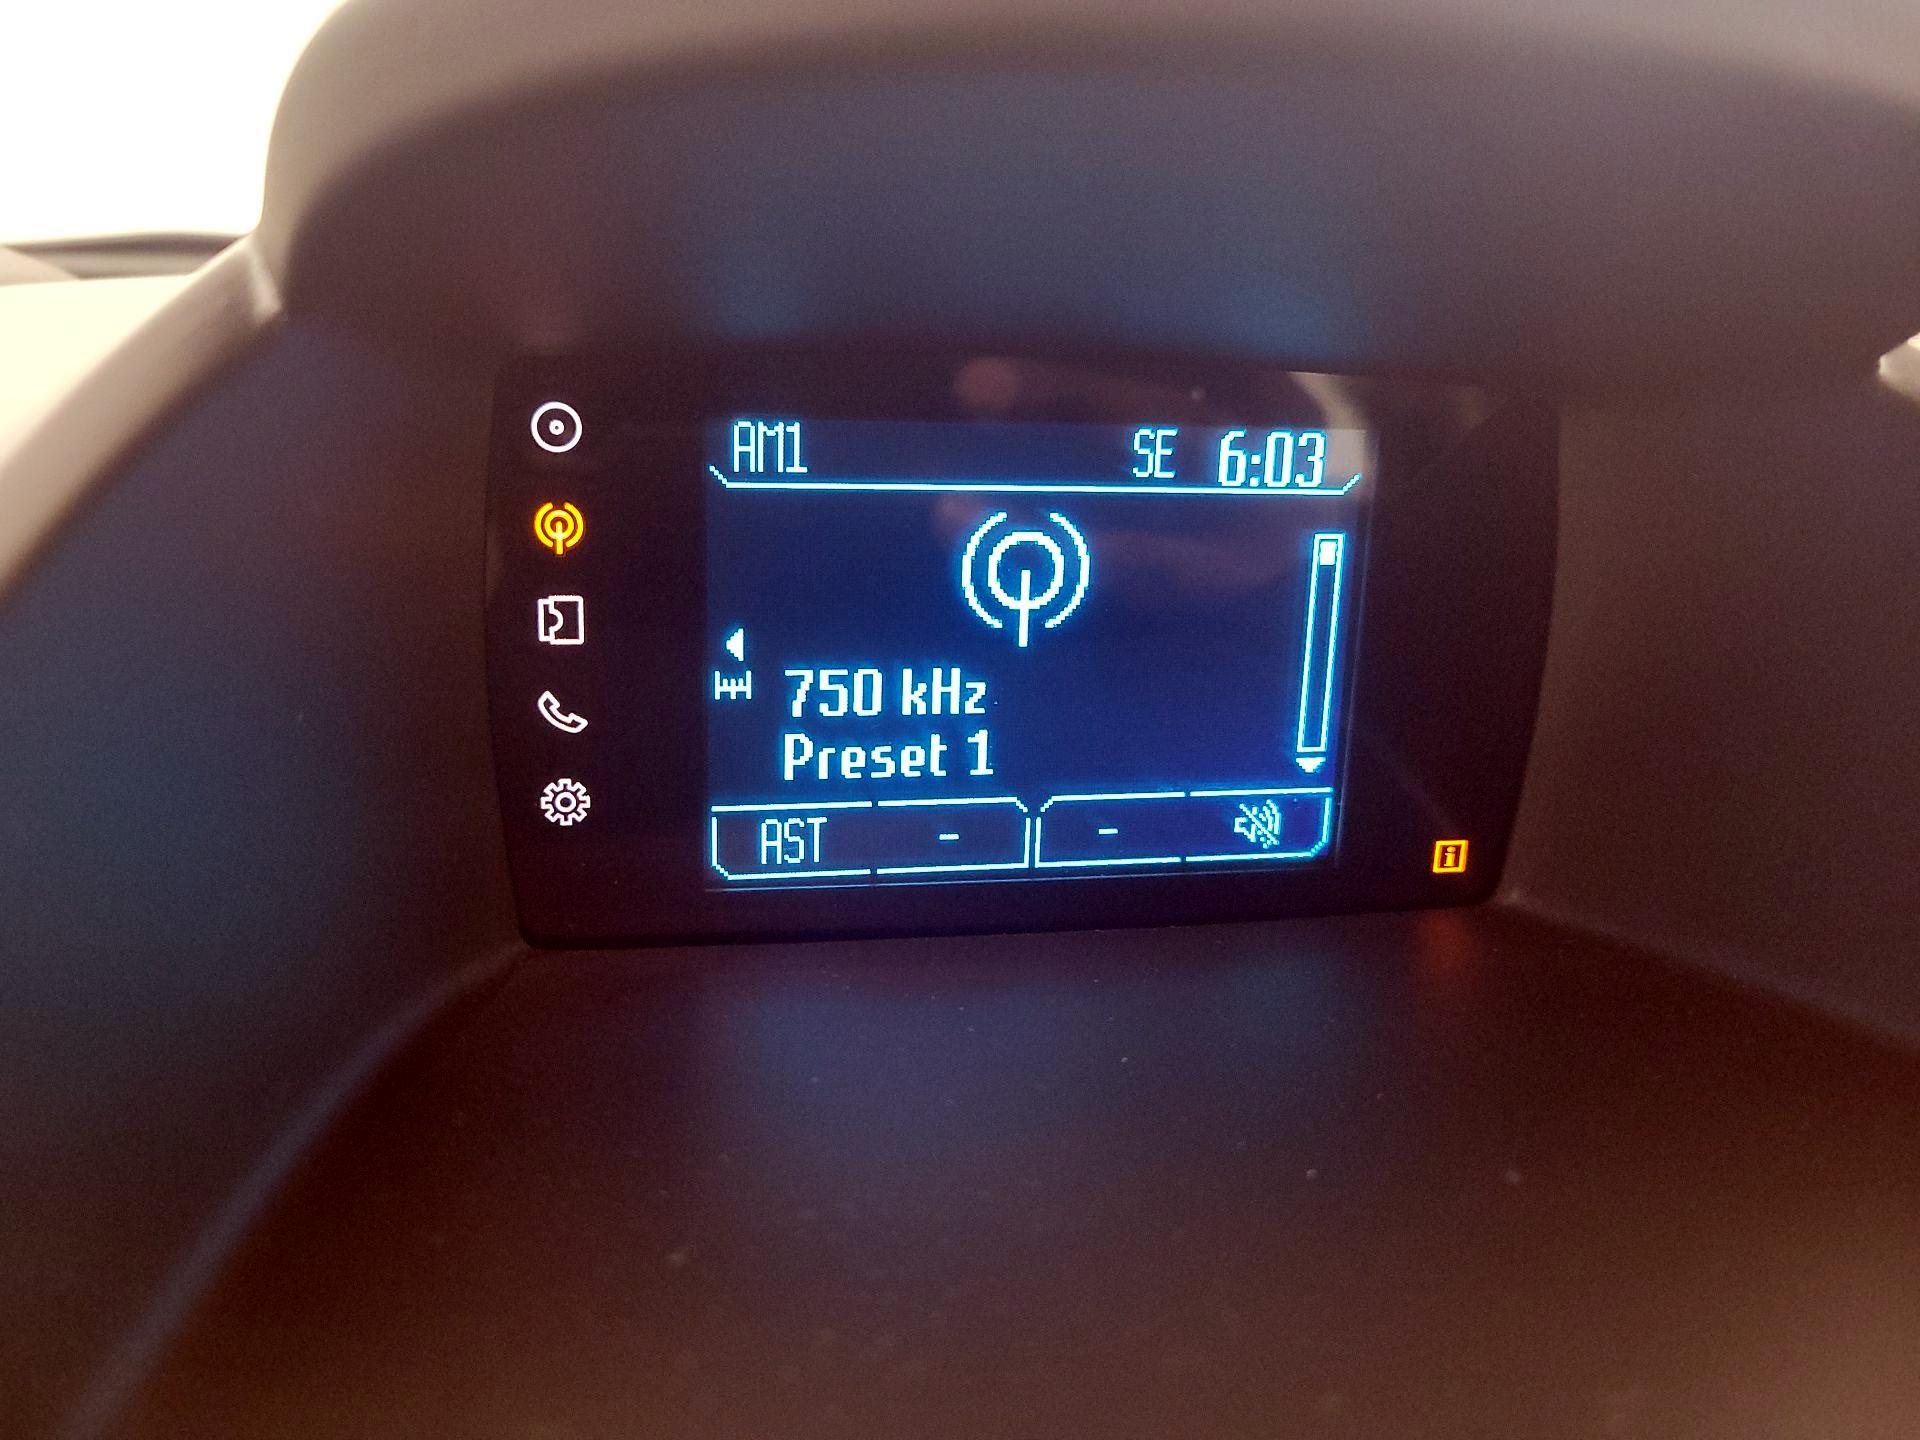 AM1 SE 6:03
750 kHz
Preset 1
AST - -
i